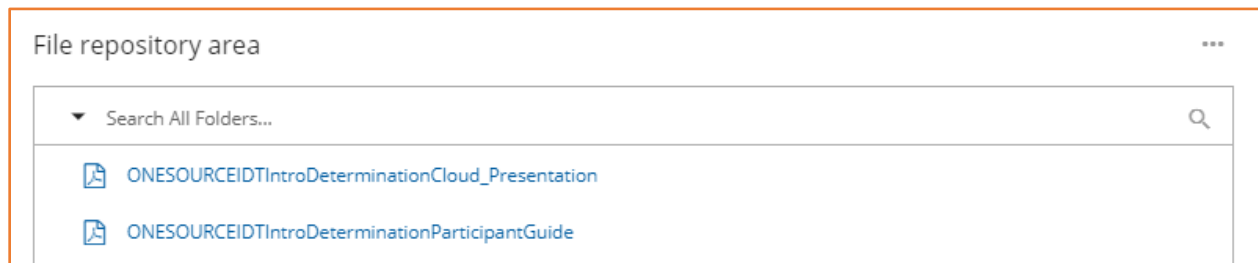 File repository area
Search All Folders...
ONESOURCEIDTIntroDeterminationCloud_Presentation
ONESOURCEIDTIntroDeterminationParticipantGuide